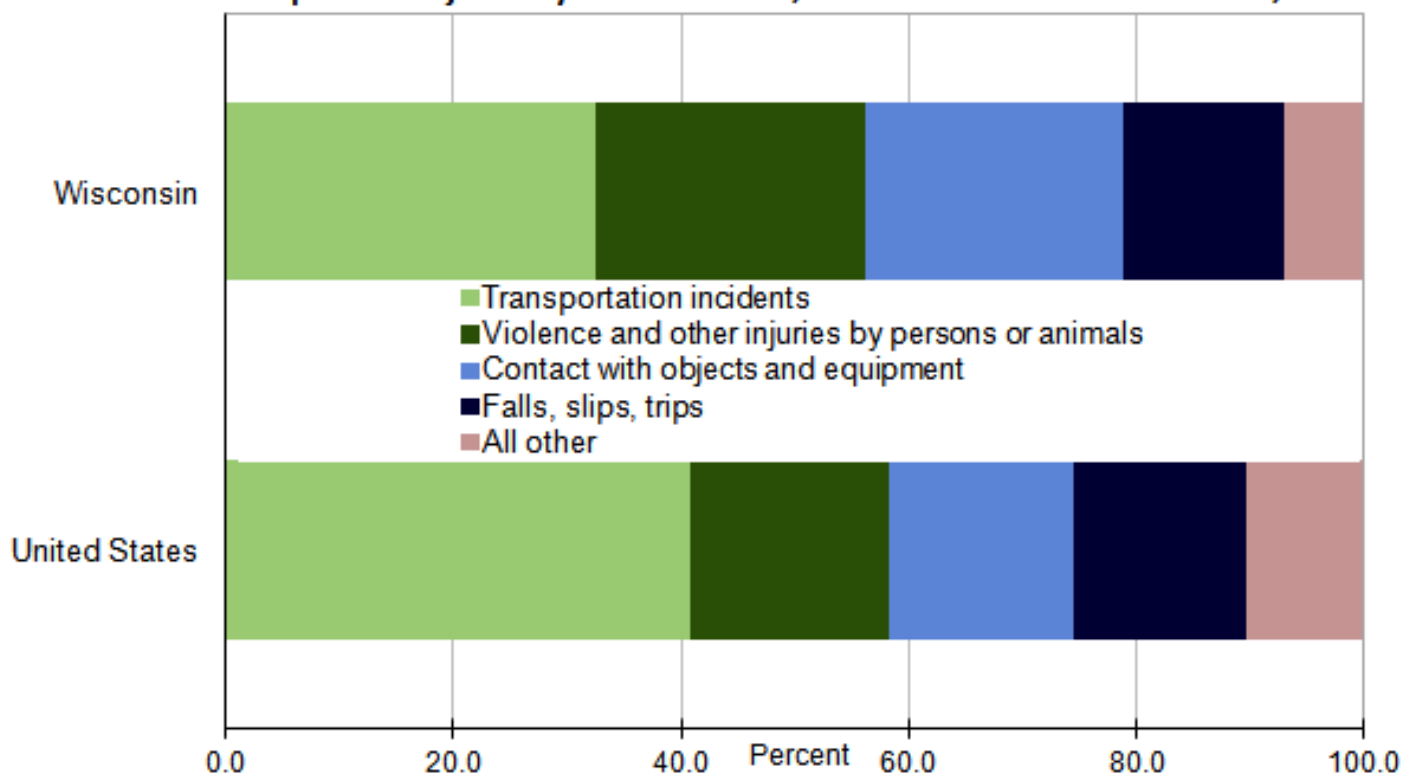 Wisconsin
Transportation incidents
Violence and other injuries by persons or animals
Contact with objects and equipment
Falls, slips, trips
All other
United States
0.0 20.0 40.0 Percent 60.0 80.0 100.0